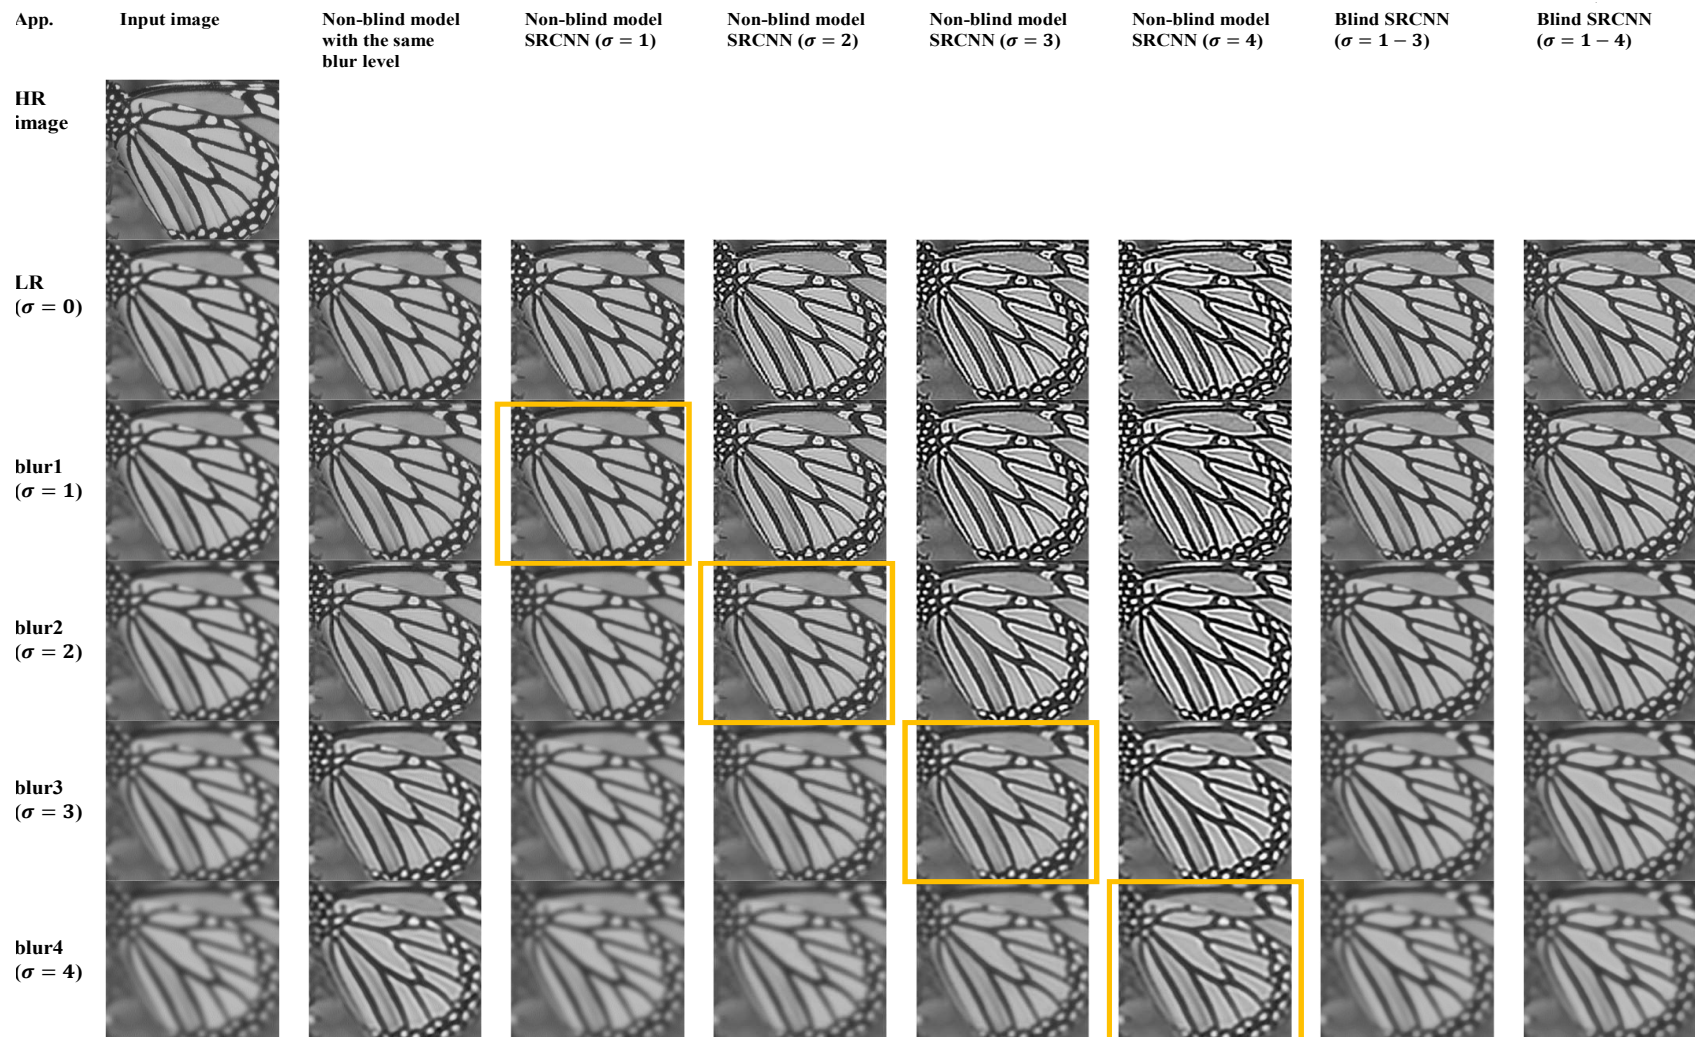 App.
Input image
Non-blind model
with the same
blur level
Non-blind model
SRCNN (σ = 1)
Non-blind model
SRCNN (σ = 2)
Non-blind model
SRCNN (σ = 3)
Non-blind model
SRCNN (σ = 4)
Blind SRCNN
(σ = 1 − 3)
Blind SRCNN
(σ = 1 − 4)
HR
image
LR
(σ = 0)
blur1
(σ = 1)
blur2
(σ = 2)
blur3
(σ = 3)
blur4
(σ = 4)